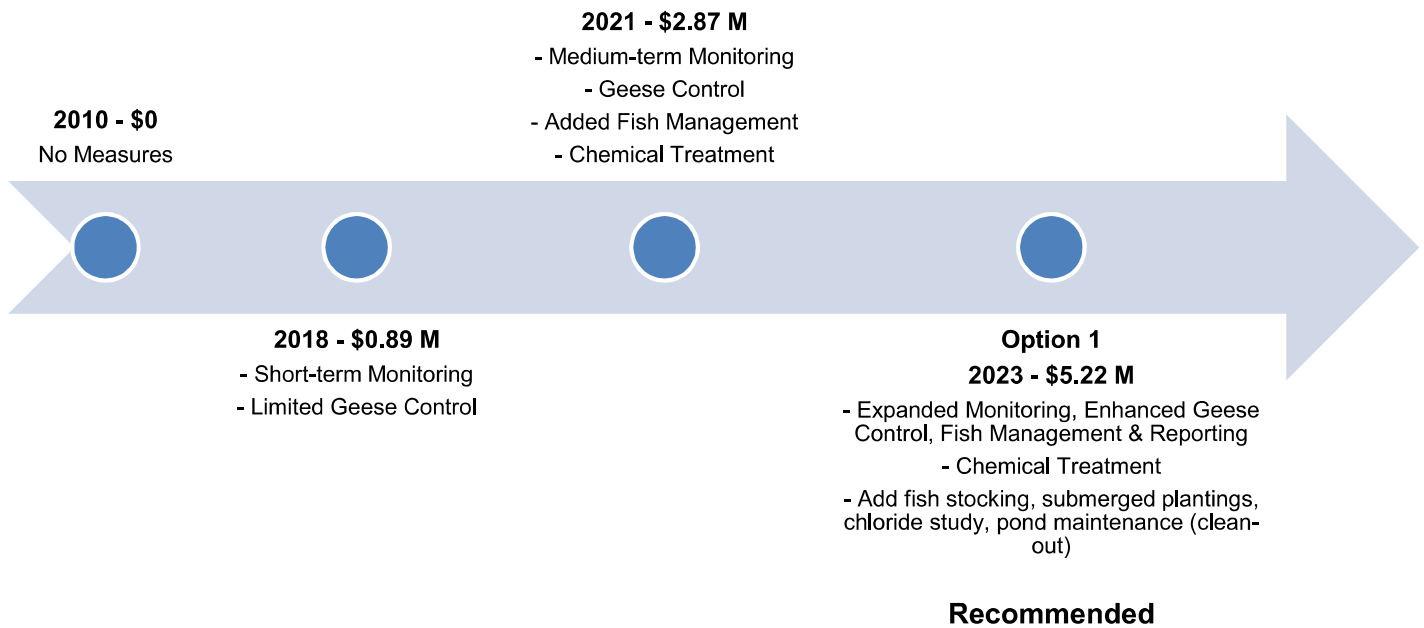 2010 - $0
No Measures
2018 - $0.89 M
- Short-term Monitoring
- Limited Geese Control
2021 - $2.87 M
- Medium-term Monitoring
- Geese Control
- Added Fish Management
- Chemical Treatment
Option 1
2023 - $5.22 M
- Expanded Monitoring, Enhanced Geese
Control, Fish Management & Reporting
- Chemical Treatment
- Add fish stocking, submerged plantings,
chloride study, pond maintenance (clean-
out)
Recommended